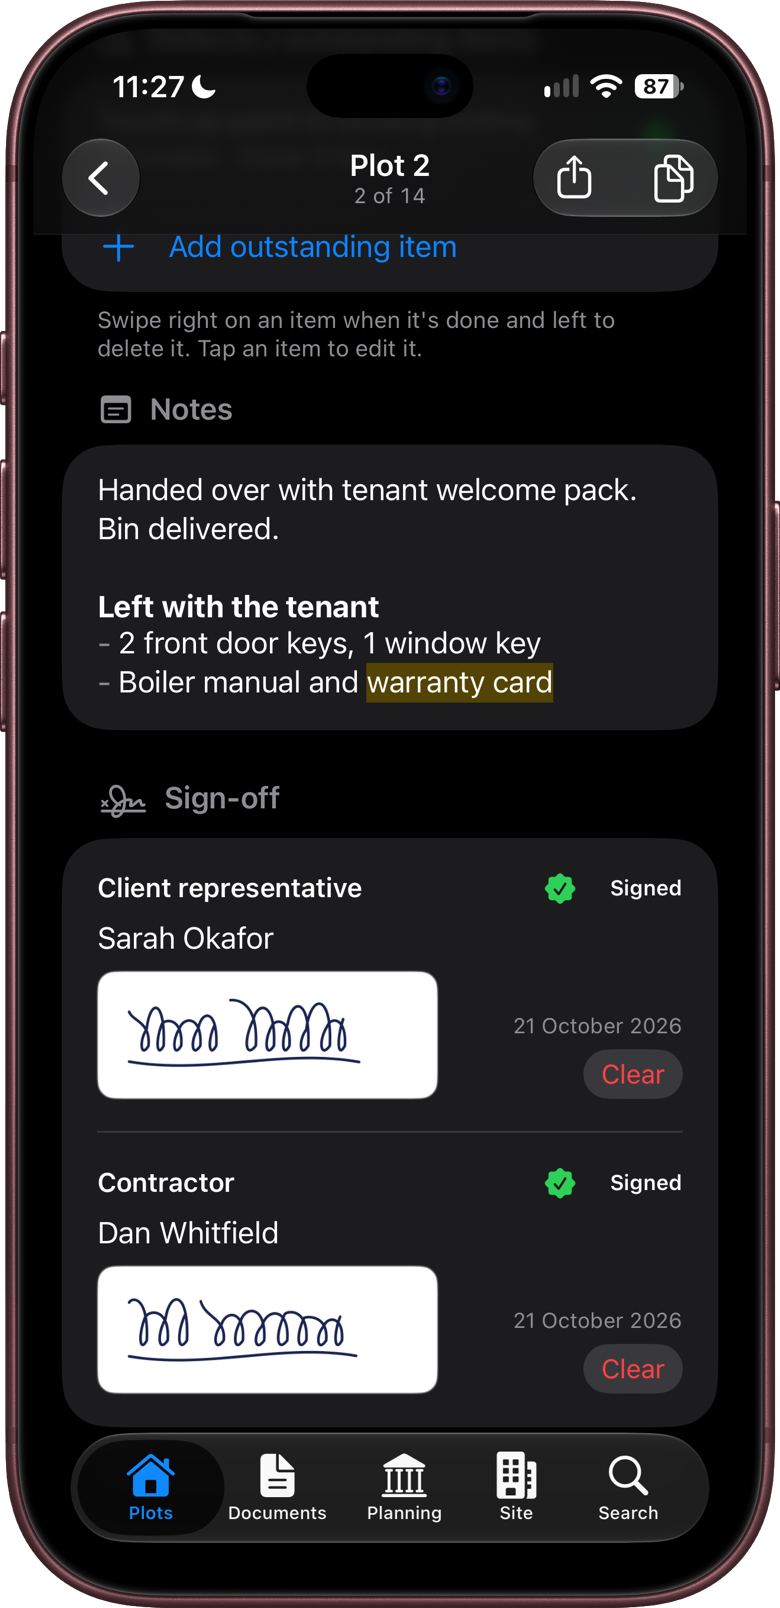 11:27
87
Plot 2
2 of 14
+ Add outstanding item
Swipe right on an item when it's done and left to
delete it. Tap an item to edit it.
Notes
Handed over with tenant welcome pack.
Bin delivered.
Left with the tenant
- 2 front door keys, 1 window key
- Boiler manual and warranty card
Sign-off
Client representative
Signed
Sarah Okafor
21 October 2026
Clear
Contractor
Signed
Dan Whitfield
21 October 2026
Clear
Plots
Documents
Planning
Site
Search